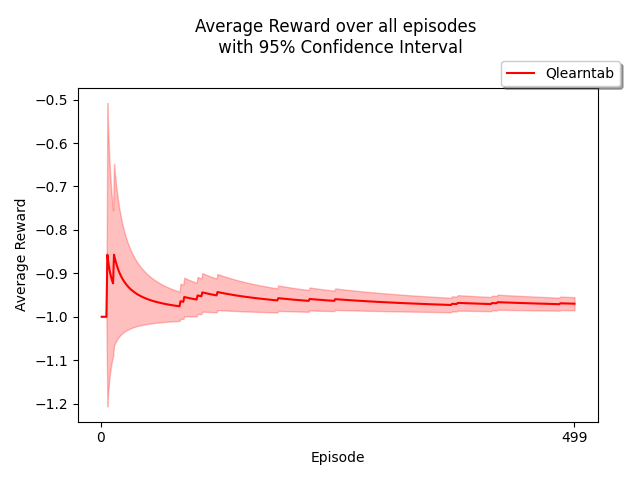 Average Reward over all episodes
with 95% Confidence Interval
Qlearntab
−0.5
−0.6
−0.7
−0.8
−0.9
−1.0
−1.1
−1.2
Average Reward
0
499
Episode